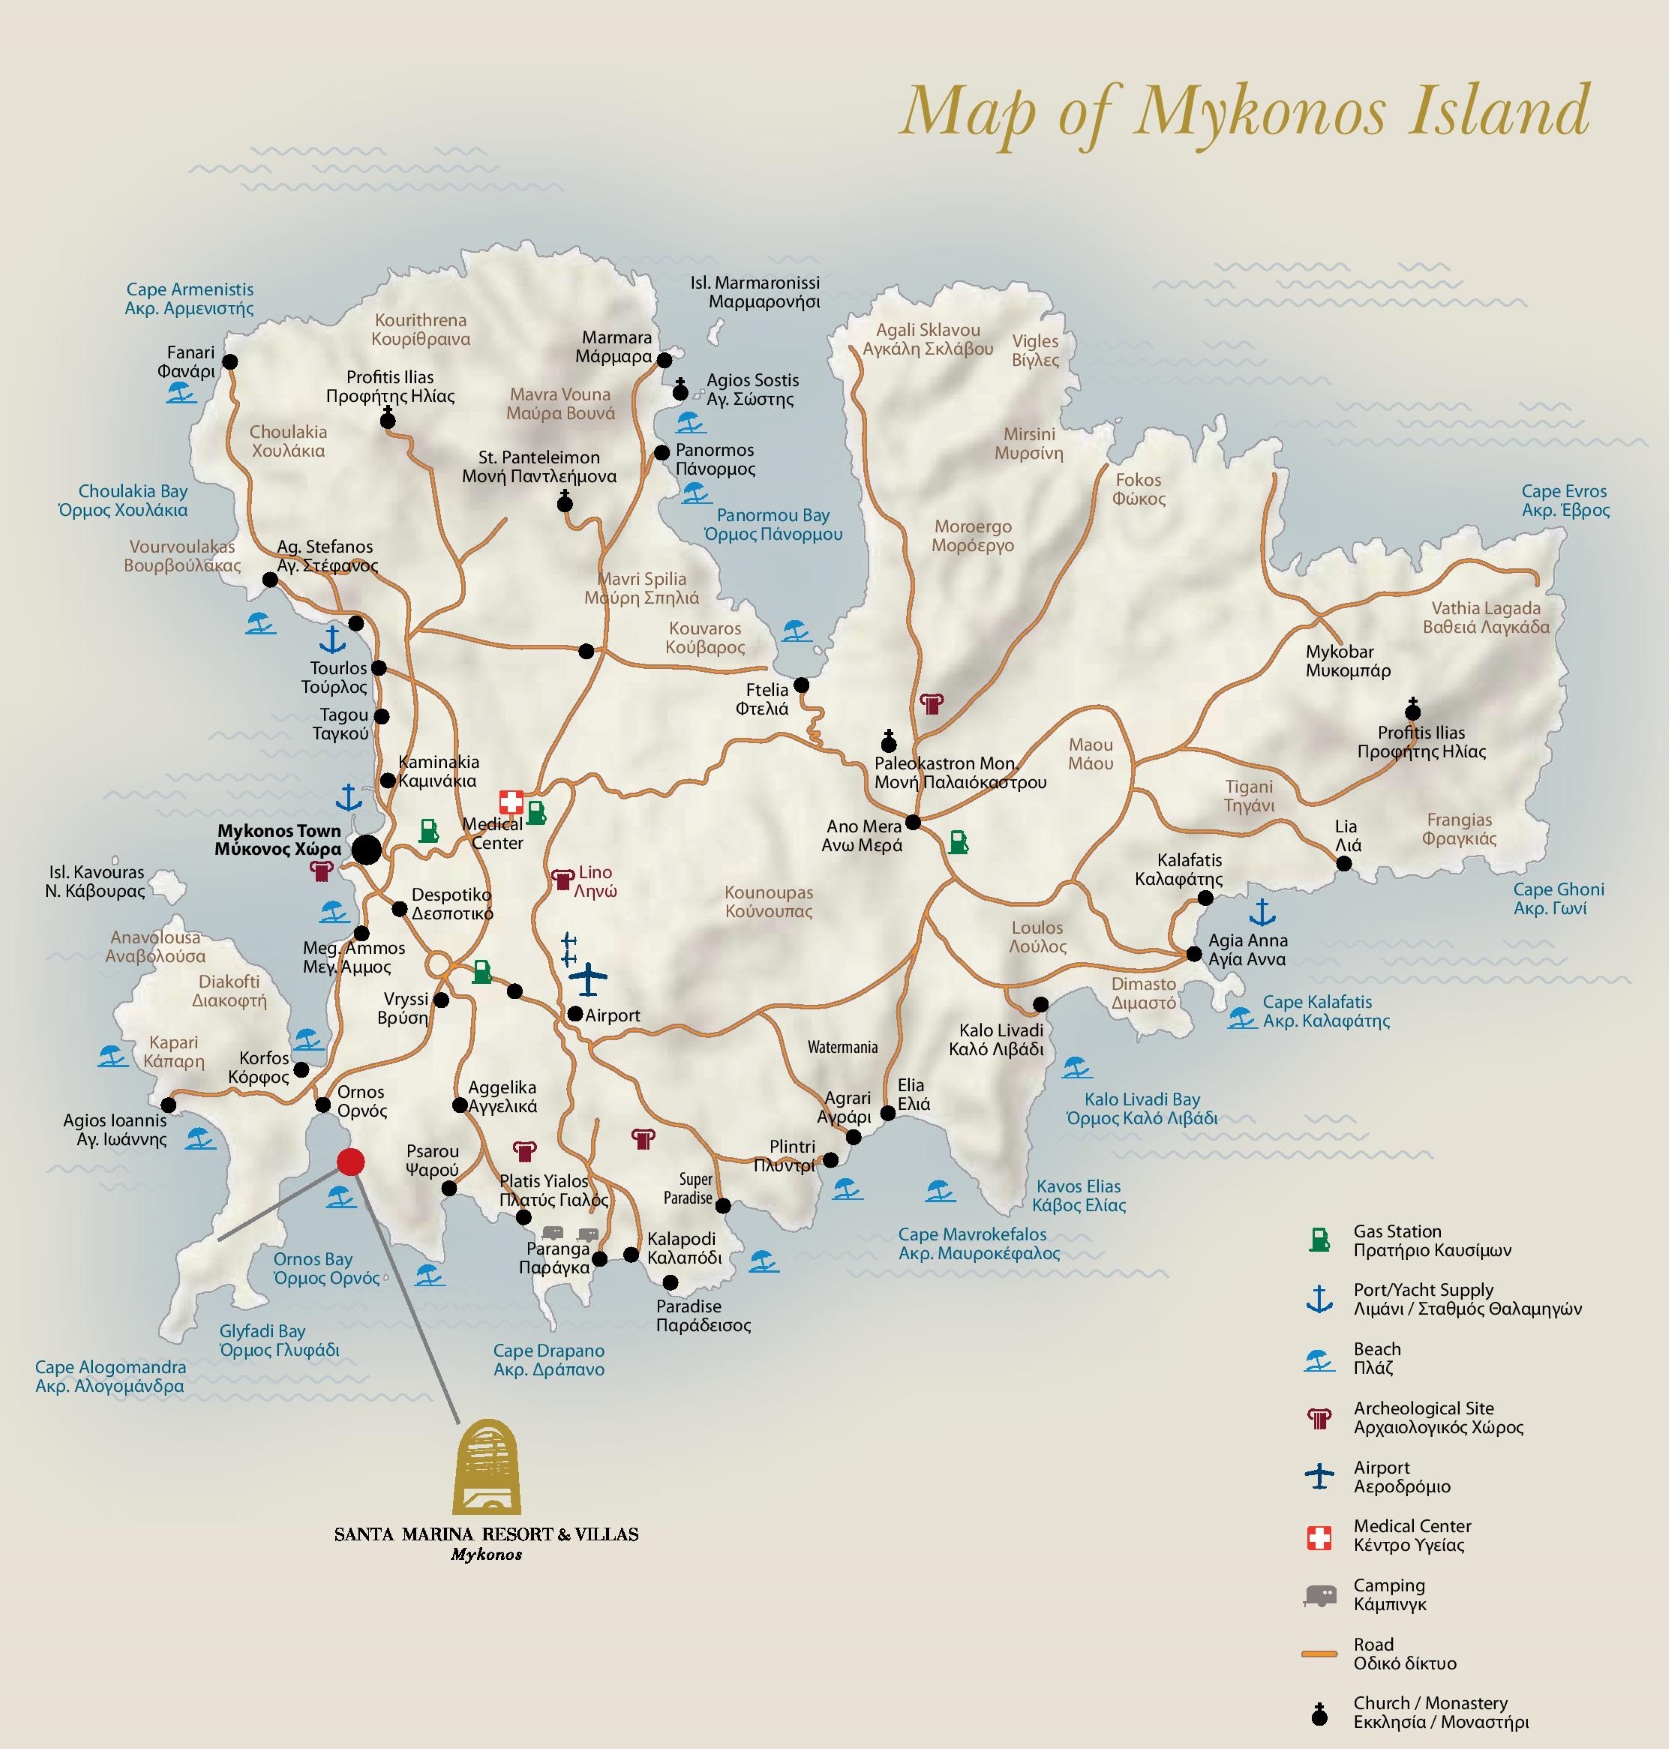 Map of Mykonos Island
Cape Armenistis
Ακρ. Αρμενιστής
Isl. Marmaronissi
Μαρμαρονήσι
Kourithrena
Κουρίθραινα
Marmara
Μάρμαρα
Agali Sklavou
Αγκάλη Σκλάβου
Vigles
Βίγλες
Fanari
Φανάρι
Profitis Ilias
Προφήτης Ηλίας
Mavra Vouna
Μαύρα Βουνά
Agios Sostis
Αγ. Σώστης
Choulakia
Χουλάκια
St. Panteleimon
Μονή Παντλεήμονα
Panormos
Πάνορμος
Mirsini
Μυρσίνη
Fokos
Φώκος
Choulakia Bay
Όρμος Χουλάκια
Panormou Bay
Όρμος Πάνορμου
Moroergo
Μορόεργο
Cape Evros
Ακρ. Έβρος
Vourvoulakas
Βουρβούλακας
Ag. Stefanos
Αγ. Στέφανος
Mavri Spilia
Μαύρη Σπηλιά
Kouvaros
Κούβαρος
Vathia Lagada
Βαθειά Λαγκάδα
Mykobar
Μυκομπάρ
Tourlos
Τούρλος
Ftelia
Φτελιά
Tagou
Ταγκού
Profitis Ilias
Προφήτης Ηλίας
Maou
Μάου
Kaminakia
Καμινάκια
Paleokastron Mon.
Μονή Παλαιόκαστρου
Tigani
Τηγάνι
Mykonos Town
Μύκονος Χώρα
Medical
Center
Ano Mera
Ανω Μερά
Lia
Λιά
Frangias
Φραγκιάς
Isl. Kavouras
Ν. Κάβουρας
Lino
Ληνώ
Kalafatis
Καλαφάτης
Despotiko
Δεσποτικό
Kounoupas
Κούνουπας
Cape Ghoni
Ακρ. Γωνί
Anavolousa
Αναβολούσα
Meg. Ammos
Μεγ. Άμμος
Loulos
Λούλος
Agia Anna
Αγία Αννα
Diakofti
Διακοφτή
Vryssi
Βρύση
Airport
Dimasto
Διμαστό
Cape Kalafatis
Ακρ. Καλαφάτης
Kapari
Κάπαρη
Korfos
Κόρφος
Watermania
Kalo Livadi
Καλό Λιβάδι
Agios Ioannis
Αγ. Ιωάννης
Ornos
Ορνός
Aggelika
Αγγελικά
Agrari
Αγράρι
Elia
Ελιά
Kalo Livadi Bay
Όρμος Καλό Λιβάδι
Psarou
Ψαρού
Plintri
Πλυντρί
Platis Yialos
Πλατύς Γιαλός
Super
Paradise
Kavos Elias
Κάβος Ελίας
Paranga
Παράγκα
Kalapodi
Καλαπόδι
Cape Mavrokefalos
Ακρ. Μαυροκέφαλος
Ornos Bay
Όρμος Ορνός
Paradise
Παράδεισος
Glyfadi Bay
Όρμος Γλυφάδι
Cape Drapano
Ακρ. Δράπανο
Cape Alogomandra
Ακρ. Αλογομάνδρα
SANTA MARINA RESORT & VILLAS
Mykonos
Gas Station
Πρατήριο Καυσίμων
Port/Yacht Supply
Λιμάνι / Σταθμός Θαλαμηγών
Beach
Πλάζ
Archeological Site
Αρχαιολογικός Χώρος
Airport
Αεροδρόμιο
Medical Center
Κέντρο Υγείας
Camping
Κάμπινγκ
Road
Οδικό δίκτυο
Church / Monastery
Εκκλησία / Μοναστήρι